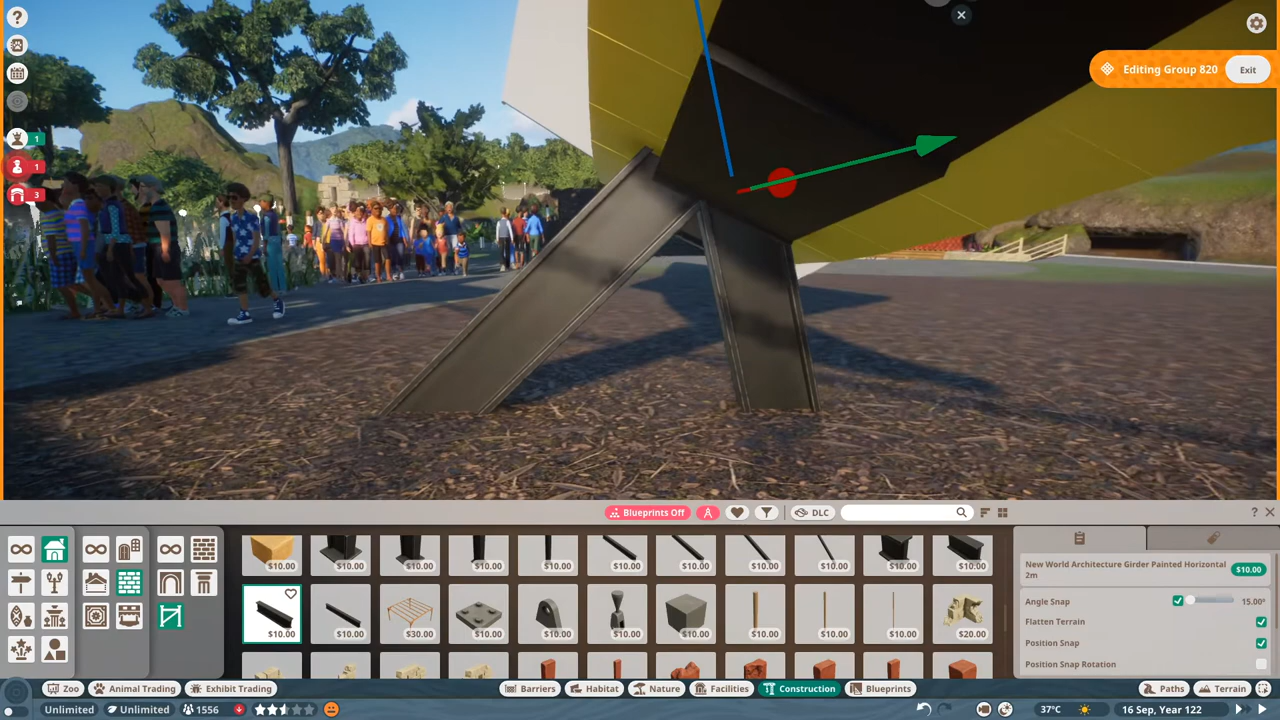 ?
Editing Group 820
Exit
1
1
3
Blueprints Off
DLC
?
$10.00 $10.00 $10.00 $10.00 $10.00 $10.00 $10.00 $10.00 $10.00 $10.00 $10.00
$10.00 $10.00 $30.00 $10.00 $10.00 $10.00 $10.00 $10.00 $10.00 $10.00 $20.00
New World Architecture Girder Painted Horizontal
2m
$10.00
Angle Snap
15.00°
Flatten Terrain
Position Snap
Position Snap Rotation
Zoo
Animal Trading
Exhibit Trading
Barriers
Habitat
Nature
Facilities
Construction
Blueprints
Paths
Terrain
Unlimited
Unlimited
1556
37°C
16 Sep, Year 122